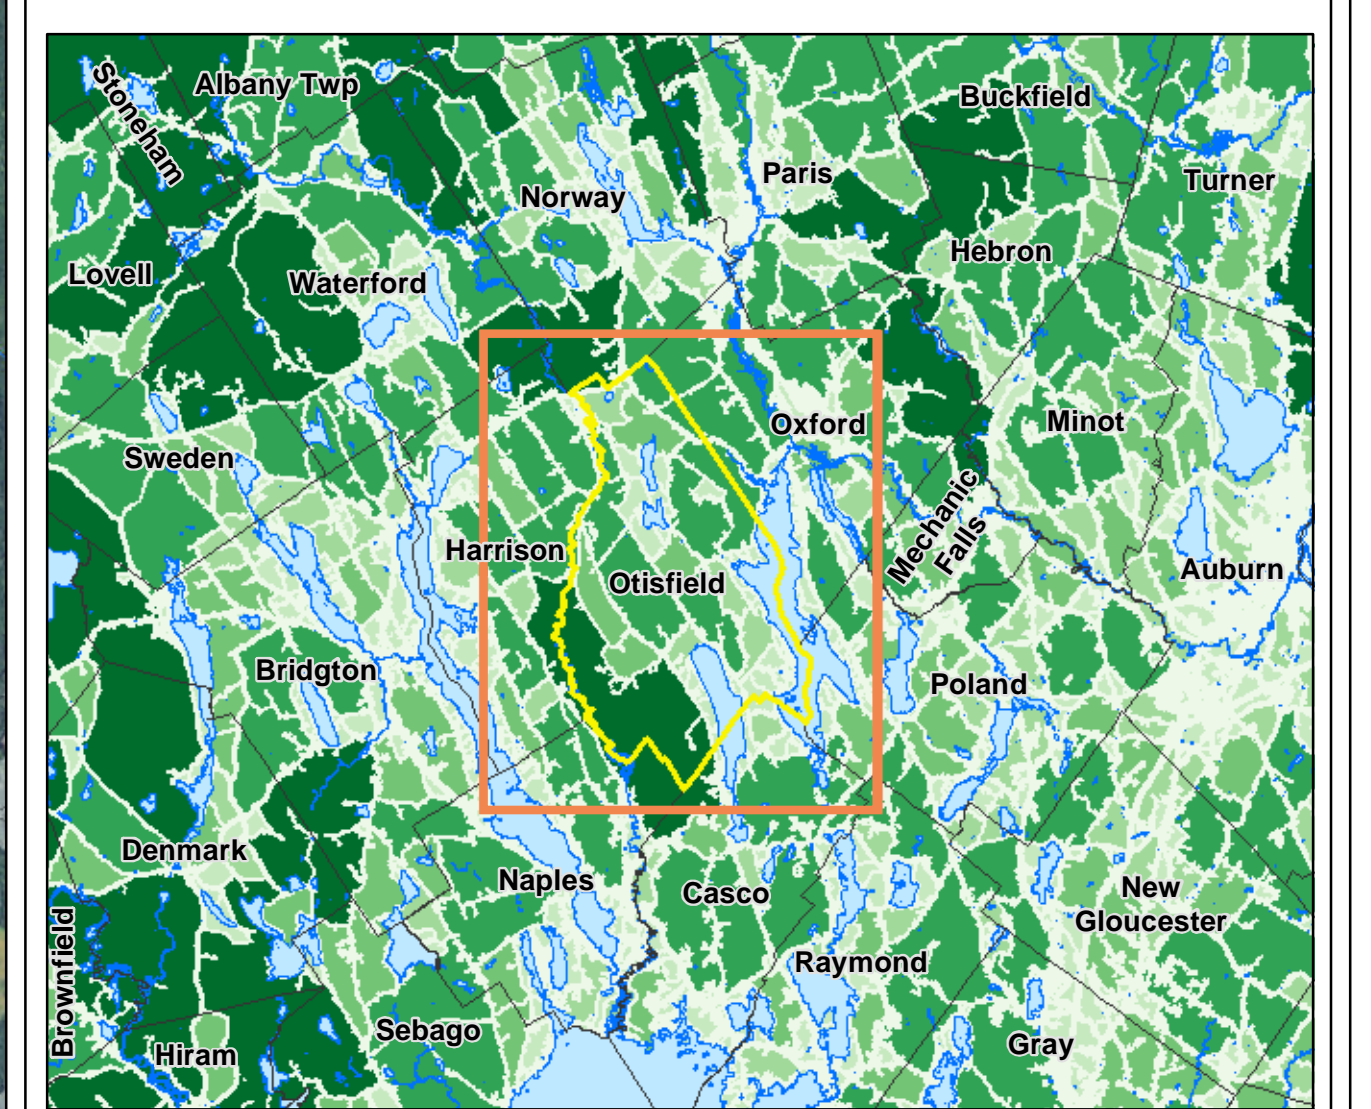 Stoneham
Albany Twp
Buckfield
Paris
Turner
Norway
Hebron
Lovell
Waterford
Oxford
Minot
Sweden
Mechanic
Falls
Harrison
Otisfield
Auburn
Bridgton
Poland
Denmark
Naples
Casco
New
Gloucester
Brownfield
Raymond
Sebago
Gray
Hiram